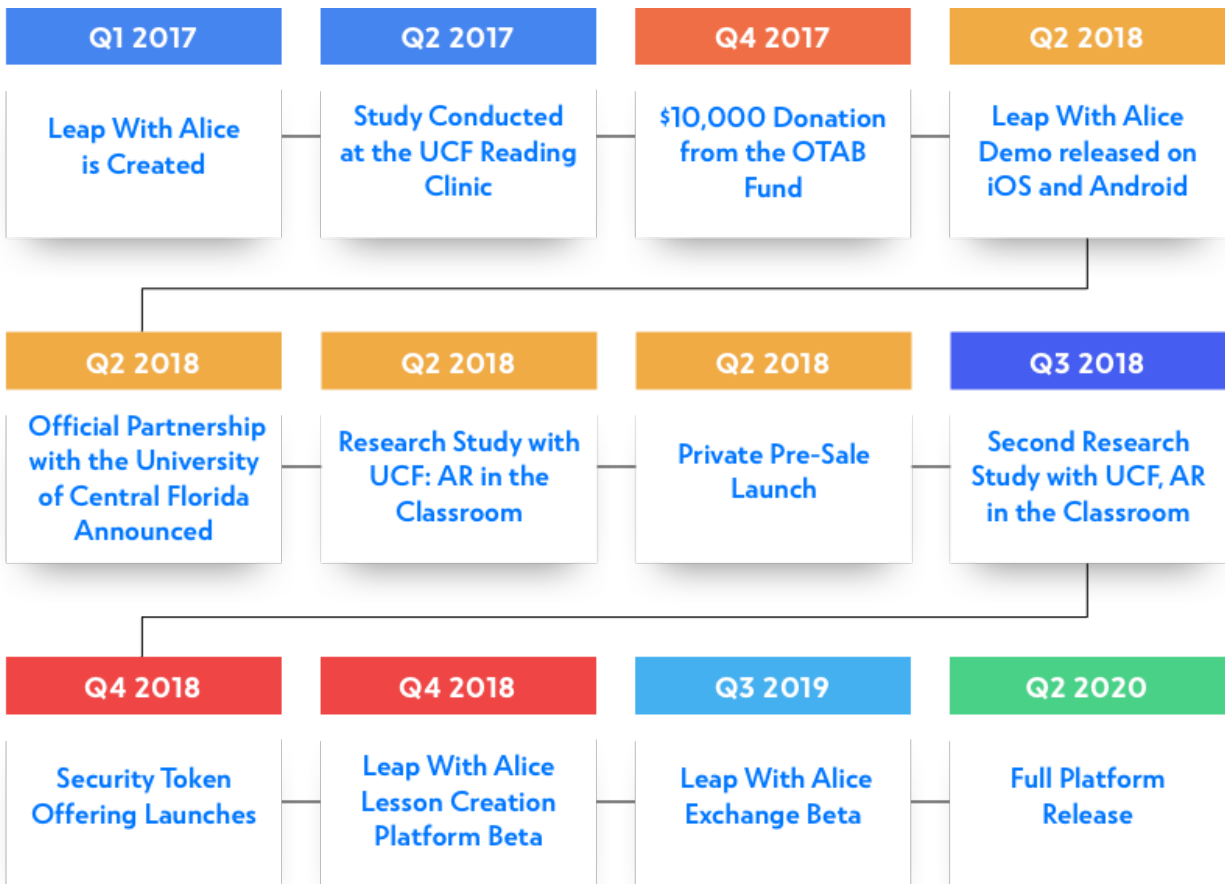 Q1 2017
Leap With Alice
is Created
Q2 2017
Study Conducted
at the UCF Reading
Clinic
Q4 2017
$10,000 Donation
from the OTAB
Fund
Q2 2018
Leap With Alice
Demo released on
iOS and Android
Q2 2018
Official Partnership
with the University
of Central Florida
Announced
Q2 2018
Research Study with
UCF: AR in the
Classroom
Q2 2018
Private Pre-Sale
Launch
Q3 2018
Second Research
Study with UCF, AR
in the Classroom
Q4 2018
Security Token
Offering Launches
Q4 2018
Leap With Alice
Lesson Creation
Platform Beta
Q3 2019
Leap With Alice
Exchange Beta
Q2 2020
Full Platform
Release